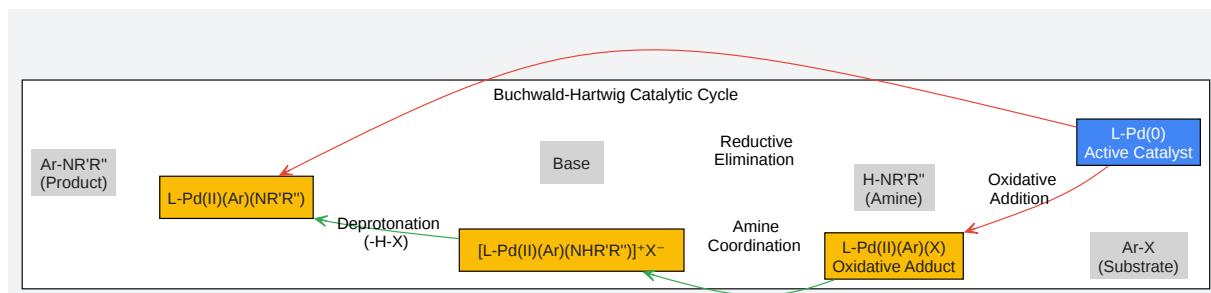 Buchwald-Hartwig Catalytic Cycle
Ar-NR'R"
(Product)
L-Pd(II)(Ar)(NR'R")
Deprotonation
(-H-X)
Base
[L-Pd(II)(Ar)(NHR'R")]⁺X⁻
Reductive
Elimination
Amine
Coordination
H-NR'R"
(Amine)
L-Pd(II)(Ar)(X)
Oxidative Adduct
Oxidative
Addition
L-Pd(0)
Active Catalyst
Ar-X
(Substrate)